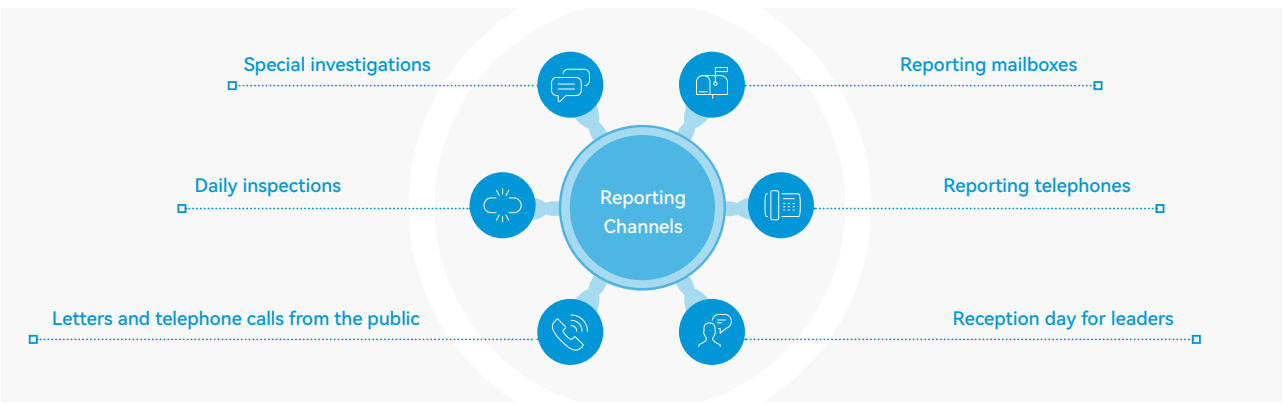 Special investigations
Reporting mailboxes
Daily inspections
Reporting telephones
Reporting
Channels
Letters and telephone calls from the public
Reception day for leaders